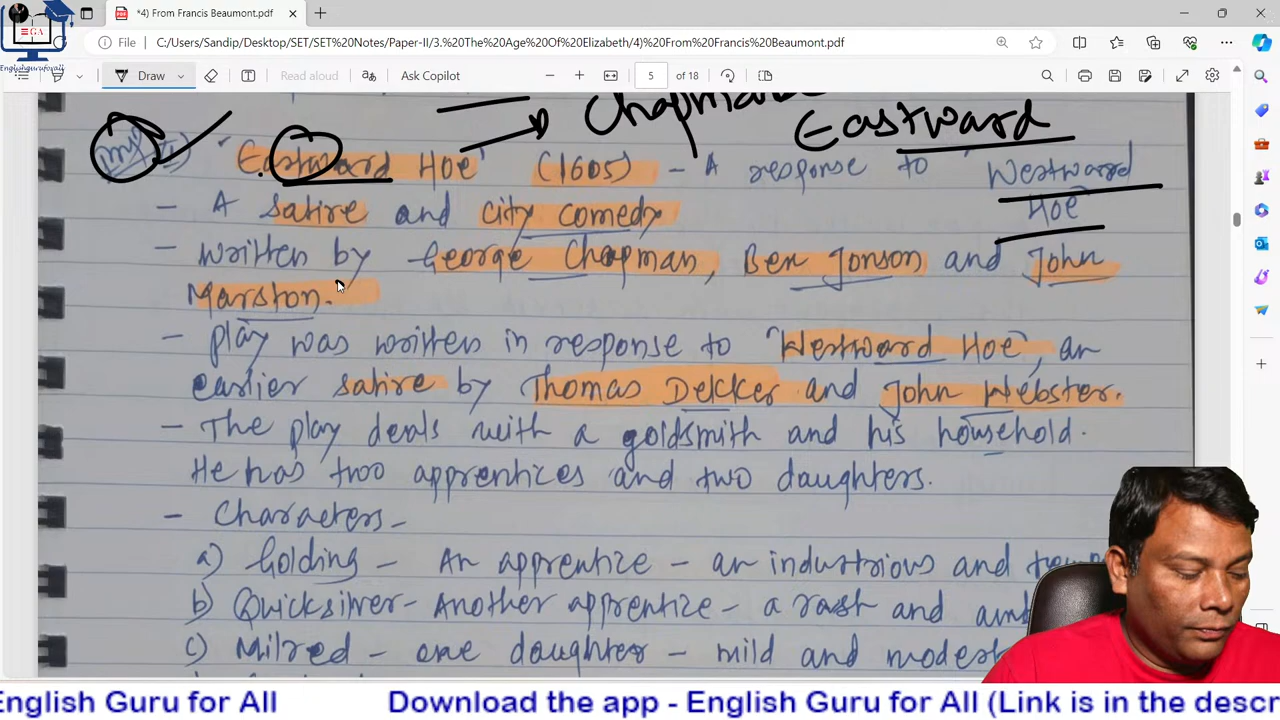 *4) From Francis Beaumont.pdf
File C:/Users/Sandip/Desktop/SET/SET%20Notes/Paper-II/3.%20The%20Age%20Of%20Elizabeth/4)%20From%20Francis%20Beaumont.pdf
EGA
Englishguruforall
Draw Read aloud Ask Copilot 5 of 18
Eastward
imp 'Eastward Hoe' (1605) - A response to 'Westward
Hoe'
- A satire and city comedy
- written by George Chapman, Ben Jonson and John
Marston.
- play was written in response to 'Westward Hoe', an
earlier satire by Thomas Dekker and John Webster.
- The play deals with a goldsmith and his household.
He has two apprentices and two daughters.
- Characters -
a) Golding - An apprentice - an industrious and
b) Quicksilver - Another apprentice - a rash and
c) Milred - one daughter - mild and modest
English Guru for All Download the app - English Guru for All (Link is in the descr